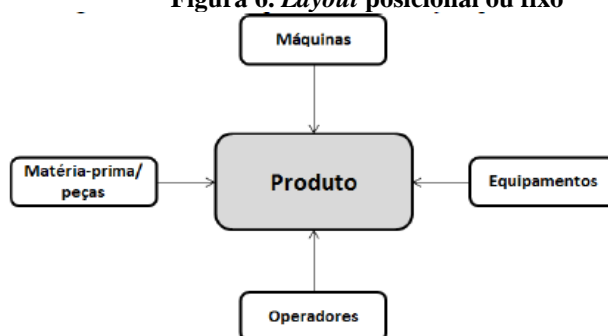 Figura 6. Layout posicional ou fixo
Máquinas
Matéria-prima/
peças
Produto
Equipamentos
Operadores